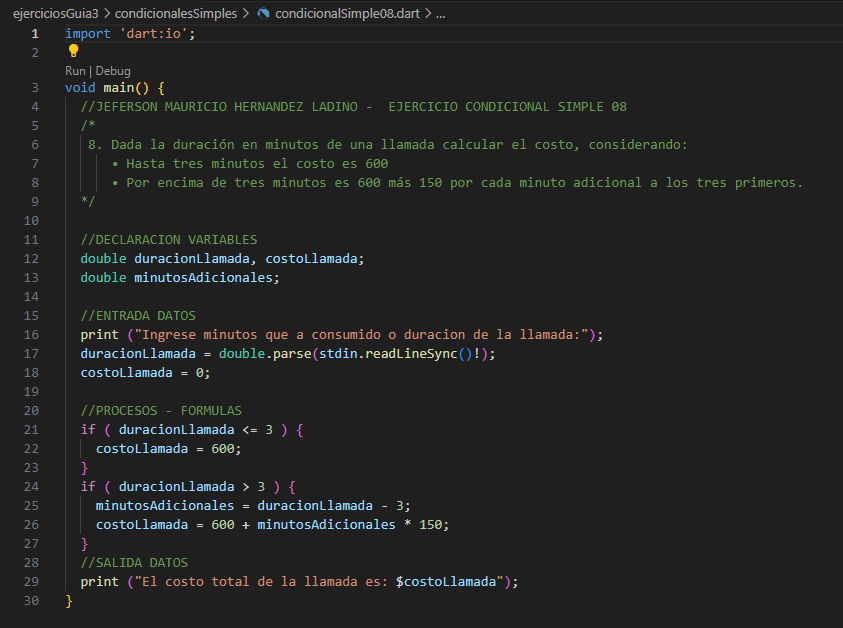 ejerciciosGuia3 > condicionalesSimples > condicionalSimple08.dart > ...
1 import 'dart:io';
2
Run | Debug
3 void main() {
4 //JEFERSON MAURICIO HERNANDEZ LADINO -  EJERCICIO CONDICIONAL SIMPLE 08
5 /*
6 8. Dada la duración en minutos de una llamada calcular el costo, considerando:
7 • Hasta tres minutos el costo es 600
8 • Por encima de tres minutos es 600 más 150 por cada minuto adicional a los tres primeros.
9 */
10
11 //DECLARACION VARIABLES
12 double duracionLlamada, costoLlamada;
13 double minutosAdicionales;
14
15 //ENTRADA DATOS
16 print ("Ingrese minutos que a consumido o duracion de la llamada:");
17 duracionLlamada = double.parse(stdin.readLineSync()!);
18 costoLlamada = 0;
19
20 //PROCESOS - FORMULAS
21 if ( duracionLlamada <= 3 ) {
22 costoLlamada = 600;
23 }
24 if ( duracionLlamada > 3 ) {
25 minutosAdicionales = duracionLlamada - 3;
26 costoLlamada = 600 + minutosAdicionales * 150;
27 }
28 //SALIDA DATOS
29 print ("El costo total de la llamada es: $costoLlamada");
30 }